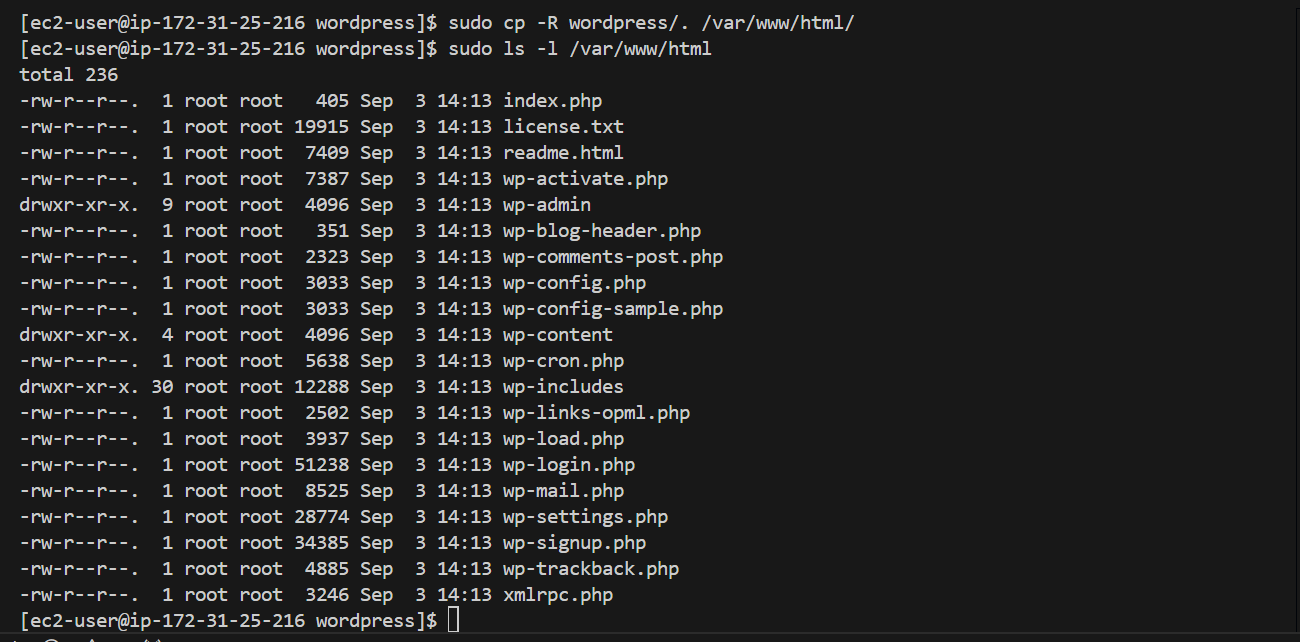 [ec2-user@ip-172-31-25-216 wordpress]$ sudo cp -R wordpress/. /var/www/html/
[ec2-user@ip-172-31-25-216 wordpress]$ sudo ls -l /var/www/html
total 236
-rw-r--r--.  1 root root   405 Sep  3 14:13 index.php
-rw-r--r--.  1 root root 19915 Sep  3 14:13 license.txt
-rw-r--r--.  1 root root  7409 Sep  3 14:13 readme.html
-rw-r--r--.  1 root root  7387 Sep  3 14:13 wp-activate.php
drwxr-xr-x.  9 root root  4096 Sep  3 14:13 wp-admin
-rw-r--r--.  1 root root   351 Sep  3 14:13 wp-blog-header.php
-rw-r--r--.  1 root root  2323 Sep  3 14:13 wp-comments-post.php
-rw-r--r--.  1 root root  3033 Sep  3 14:13 wp-config.php
-rw-r--r--.  1 root root  3033 Sep  3 14:13 wp-config-sample.php
drwxr-xr-x.  4 root root  4096 Sep  3 14:13 wp-content
-rw-r--r--.  1 root root  5638 Sep  3 14:13 wp-cron.php
drwxr-xr-x. 30 root root 12288 Sep  3 14:13 wp-includes
-rw-r--r--.  1 root root  2502 Sep  3 14:13 wp-links-opml.php
-rw-r--r--.  1 root root  3937 Sep  3 14:13 wp-load.php
-rw-r--r--.  1 root root 51238 Sep  3 14:13 wp-login.php
-rw-r--r--.  1 root root  8525 Sep  3 14:13 wp-mail.php
-rw-r--r--.  1 root root 28774 Sep  3 14:13 wp-settings.php
-rw-r--r--.  1 root root 34385 Sep  3 14:13 wp-signup.php
-rw-r--r--.  1 root root  4885 Sep  3 14:13 wp-trackback.php
-rw-r--r--.  1 root root  3246 Sep  3 14:13 xmlrpc.php
[ec2-user@ip-172-31-25-216 wordpress]$